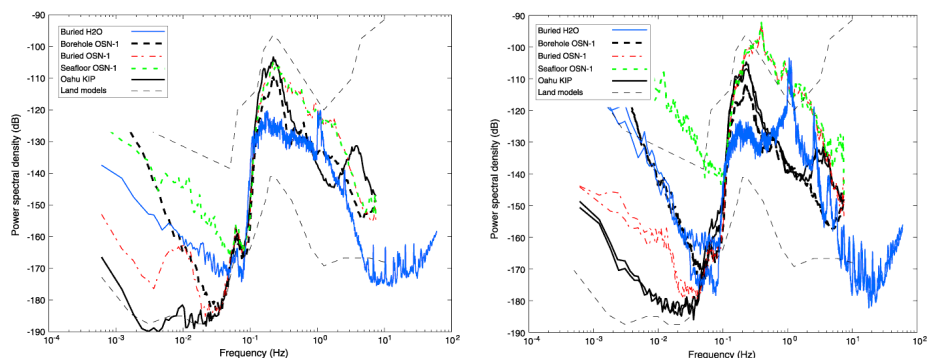 -90
-100
-110
-120
-130
-140
-150
-160
-170
-180
-190
Power spectral density (dB)
Buried H2O
Borehole OSN-1
Buried OSN-1
Seafloor OSN-1
Oahu KIP
Land models
10-4 10-3 10-2 10-1 100 101 102
Frequency (Hz)
-90
-100
-110
-120
-130
-140
-150
-160
-170
-180
-190
Power spectral density (dB)
Buried H2O
Borehole OSN-1
Buried OSN-1
Seafloor OSN-1
Oahu KIP
Land models
10-4 10-3 10-2 10-1 100 101 102
Frequency (Hz)